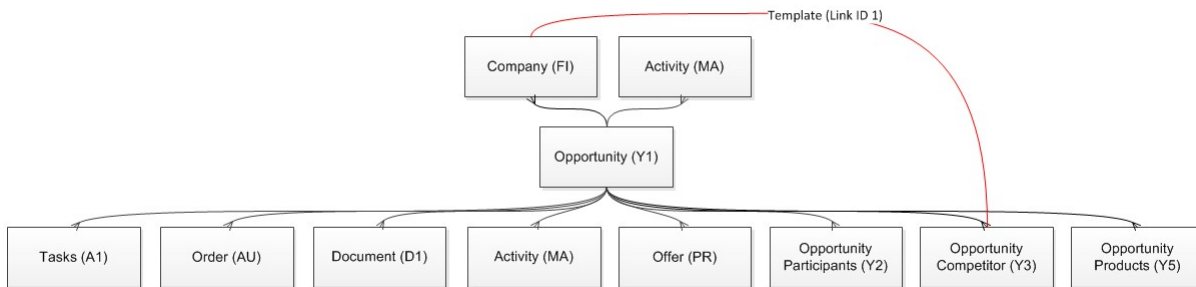 Template (Link ID 1)
Company (FI)
Activity (MA)
Opportunity (Y1)
Tasks (A1)
Order (AU)
Document (D1)
Activity (MA)
Offer (PR)
Opportunity
Participants (Y2)
Opportunity
Competitor (Y3)
Opportunity
Products (Y5)